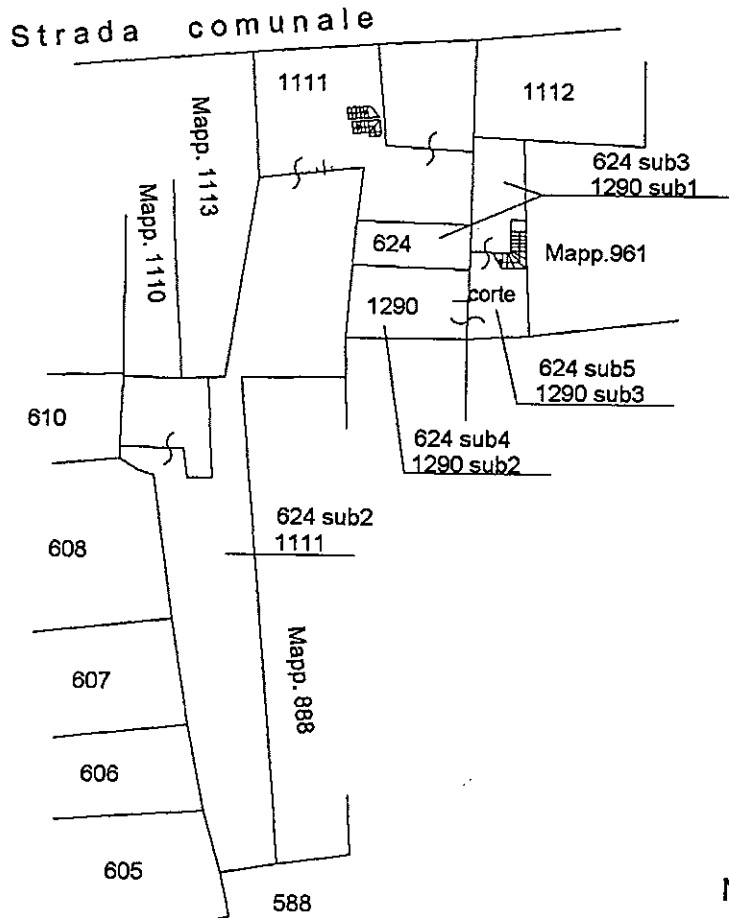 Strada comunale
1111
1112
Mapp. 1113
624 sub3
1290 sub1
Mapp. 1110
624
Mapp.961
1290
corte
624 sub5
1290 sub3
610
624 sub4
1290 sub2
624 sub2
1111
608
Mapp. 888
607
606
605
588